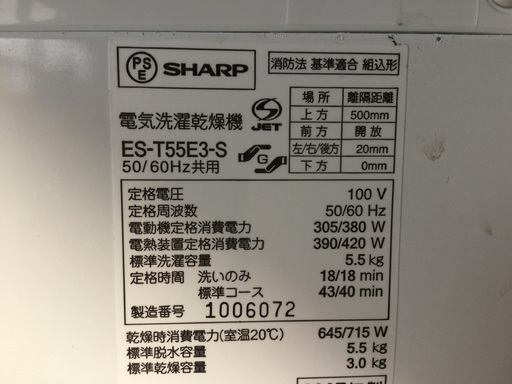 PSE SHARP
消防法 基準適合 組込形
電気洗濯乾燥機
JET
ES-T55E3-S
50/60Hz共用
場所 離隔距離
上方 500mm
前方 開放
左/右/後方 20mm
下方 0mm
定格電圧 100 V
定格周波数 50/60 Hz
電動機定格消費電力 305/380 W
電熱装置定格消費電力 390/420 W
標準洗濯容量 5.5 kg
定格時間 洗いのみ 18/18 min
標準コース 43/40 min
製造番号 1006072
乾燥時消費電力(室温20℃) 645/715 W
標準脱水容量 5.5 kg
標準乾燥容量 3.0 kg